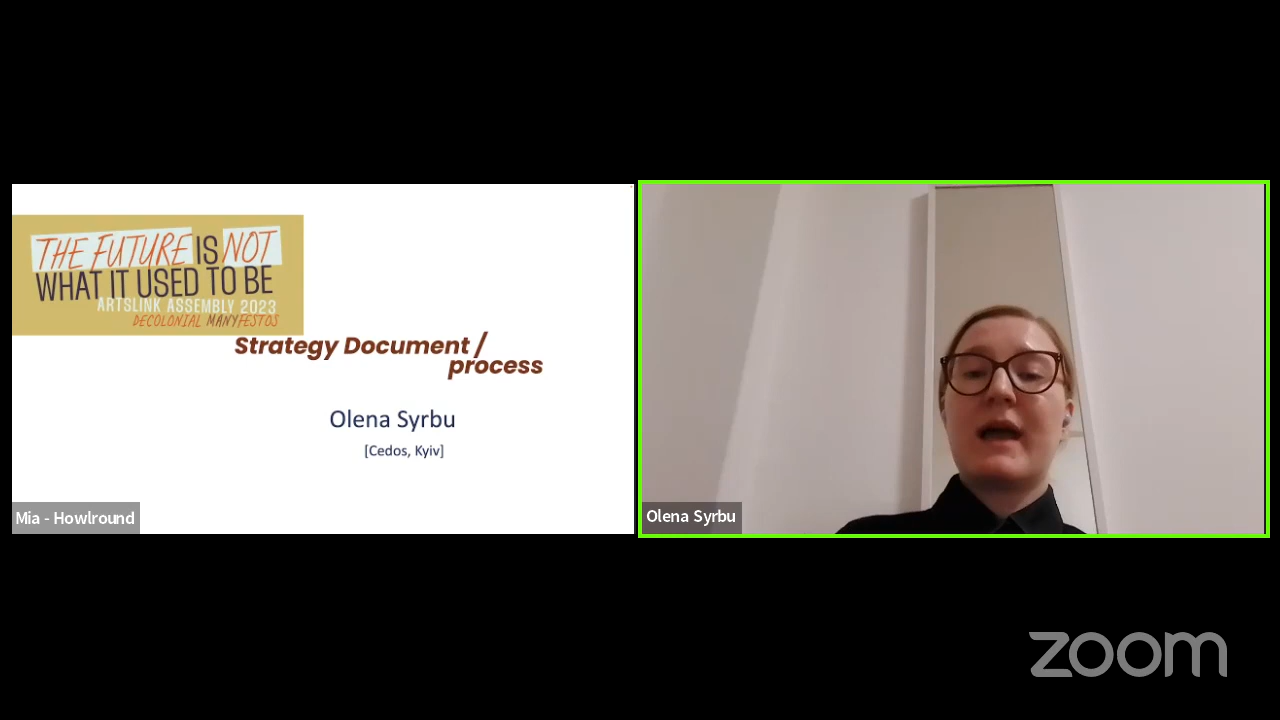 THE FUTURE IS NOT
WHAT IT USED TO BE
ARTSLINK ASSEMBLY 2023
DECOLONIAL MANYFESTOS
Strategy Document /
process
Olena Syrbu
[Cedos, Kyiv]
Mia - Howlround
Olena Syrbu
zoom